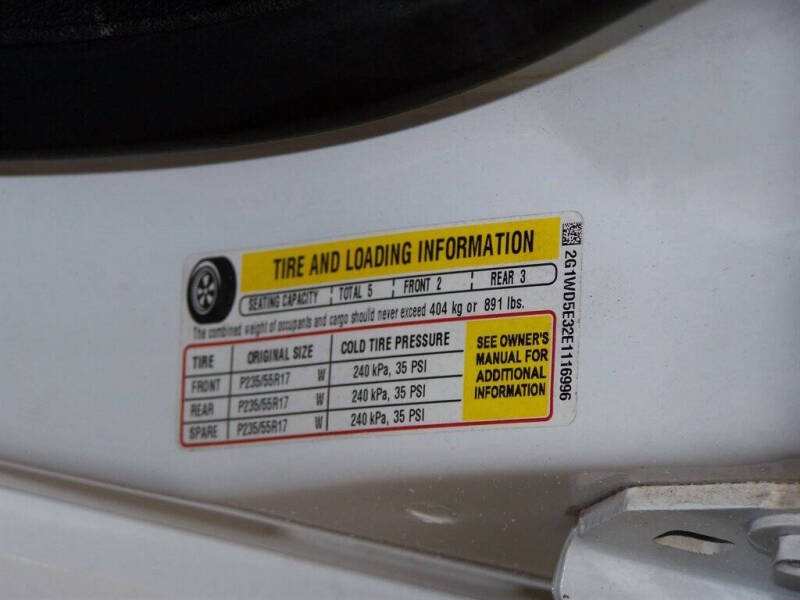 TIRE AND LOADING INFORMATION
SEATING CAPACITY TOTAL 5 FRONT 2 REAR 3
The combined weight of occupants and cargo should never exceed 404 kg or 891 lbs.
TIRE ORIGINAL SIZE COLD TIRE PRESSURE
FRONT P235/55R17 W 240 kPa, 35 PSI
REAR P235/55R17 W 240 kPa, 35 PSI
SPARE P235/55R17 W 240 kPa, 35 PSI
SEE OWNER'S
MANUAL FOR
ADDITIONAL
INFORMATION
2G1WD5E32E1116996